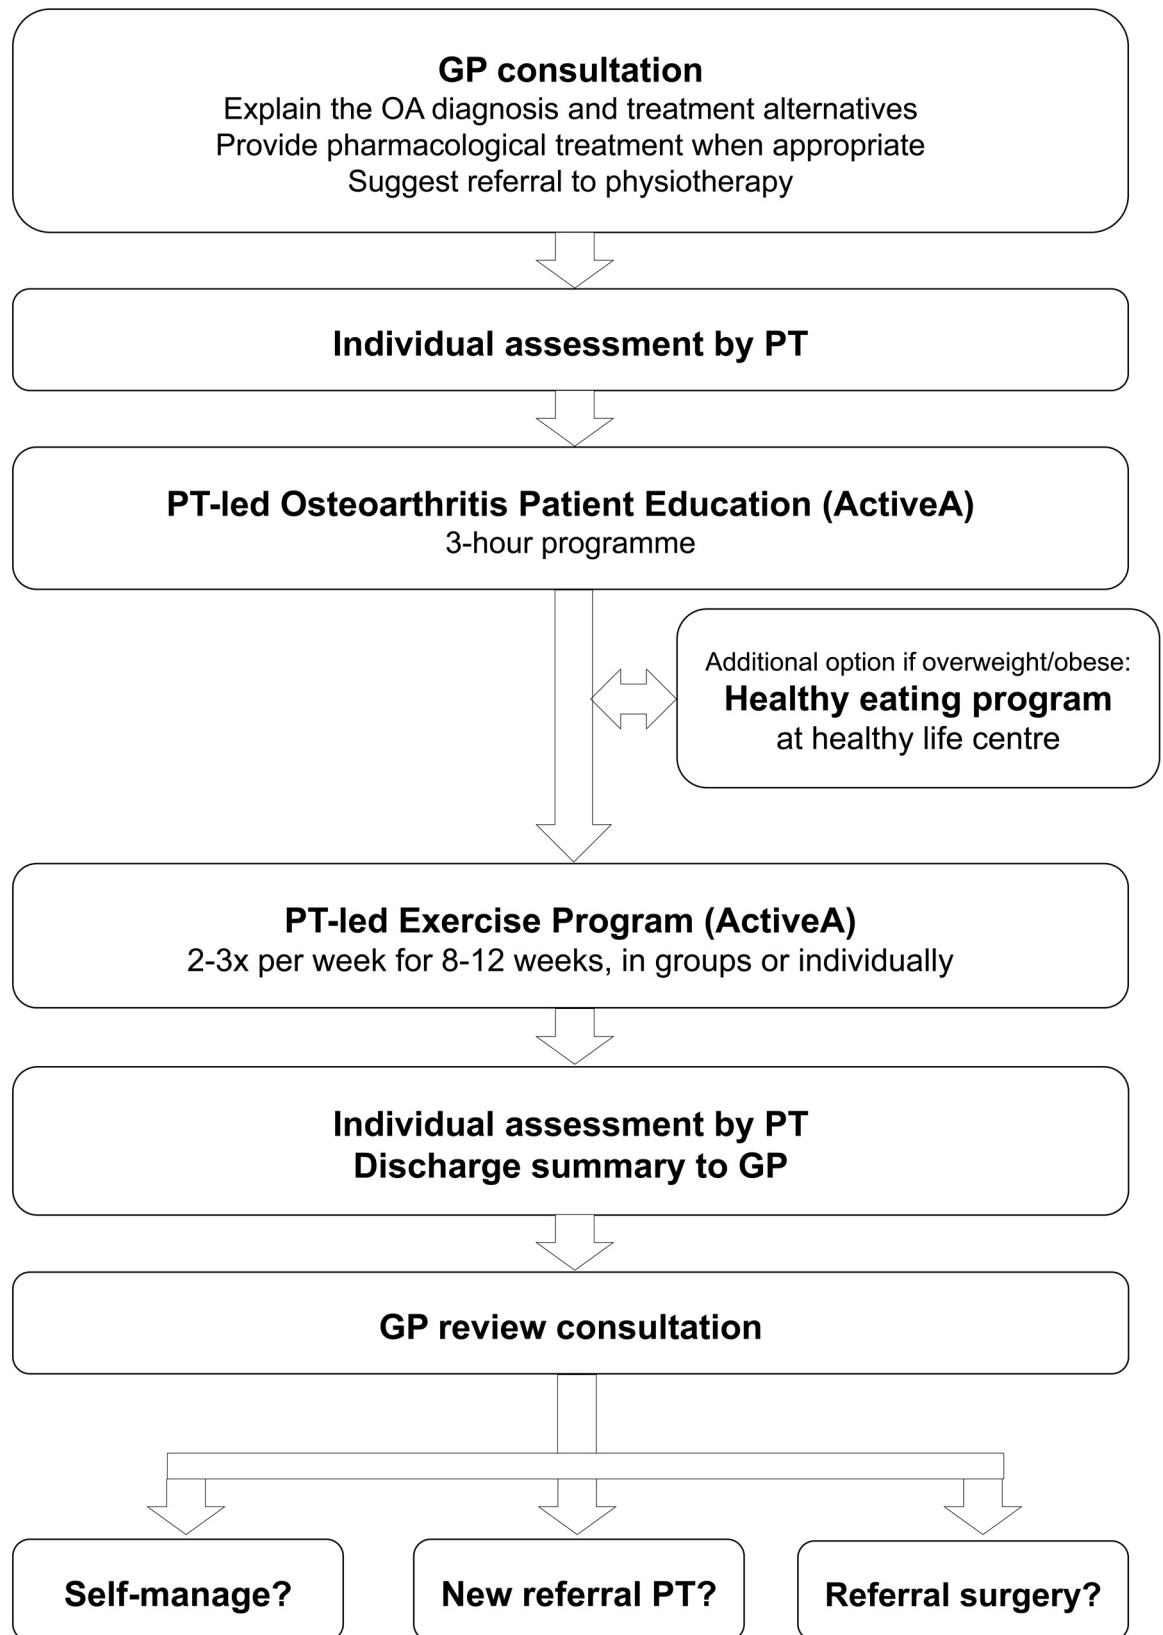 GP consultation
Explain the OA diagnosis and treatment alternatives
Provide pharmacological treatment when appropriate
Suggest referral to physiotherapy
Individual assessment by PT
PT-led Osteoarthritis Patient Education (ActiveA)
3-hour programme
Additional option if overweight/obese:
Healthy eating program
at healthy life centre
PT-led Exercise Program (ActiveA)
2-3x per week for 8-12 weeks, in groups or individually
Individual assessment by PT
Discharge summary to GP
GP review consultation
Self-manage?
New referral PT?
Referral surgery?